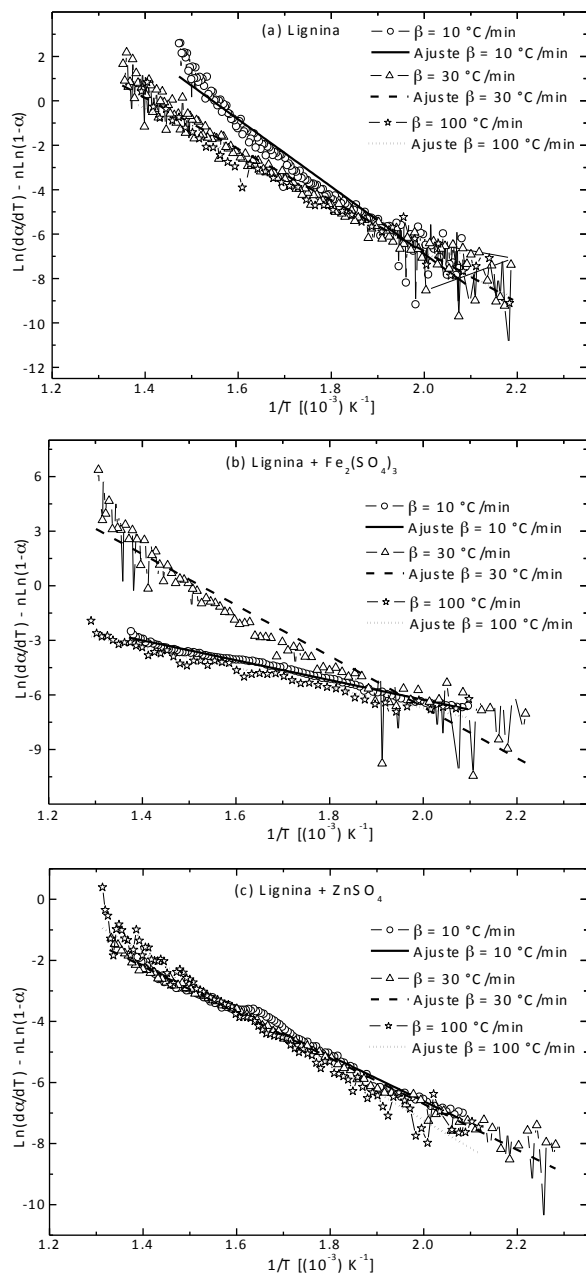 (a) Lignina
β = 10 °C/min
Ajuste β = 10 °C/min
β = 30 °C/min
Ajuste β = 30 °C/min
β = 100 °C/min
Ajuste β = 100 °C/min
Ln(dα/dT) - nLn(1-α)
2
0
-2
-4
-6
-8
-10
-12
1.2 1.4 1.6 1.8 2.0 2.2
1/T [(10⁻³) K⁻¹]
(b) Lignina + Fe₂(SO₄)₃
β = 10 °C/min
Ajuste β = 10 °C/min
β = 30 °C/min
Ajuste β = 30 °C/min
β = 100 °C/min
Ajuste β = 100 °C/min
Ln(dα/dT) - nLn(1-α)
6
3
0
-3
-6
-9
1.2 1.4 1.6 1.8 2.0 2.2
1/T [(10⁻³) K⁻¹]
(c) Lignina + ZnSO₄
β = 10 °C/min
Ajuste β = 10 °C/min
β = 30 °C/min
Ajuste β = 30 °C/min
β = 100 °C/min
Ajuste β = 100 °C/min
Ln(dα/dT) - nLn(1-α)
0
-2
-4
-6
-8
-10
1.2 1.4 1.6 1.8 2.0 2.2
1/T [(10⁻³) K⁻¹]